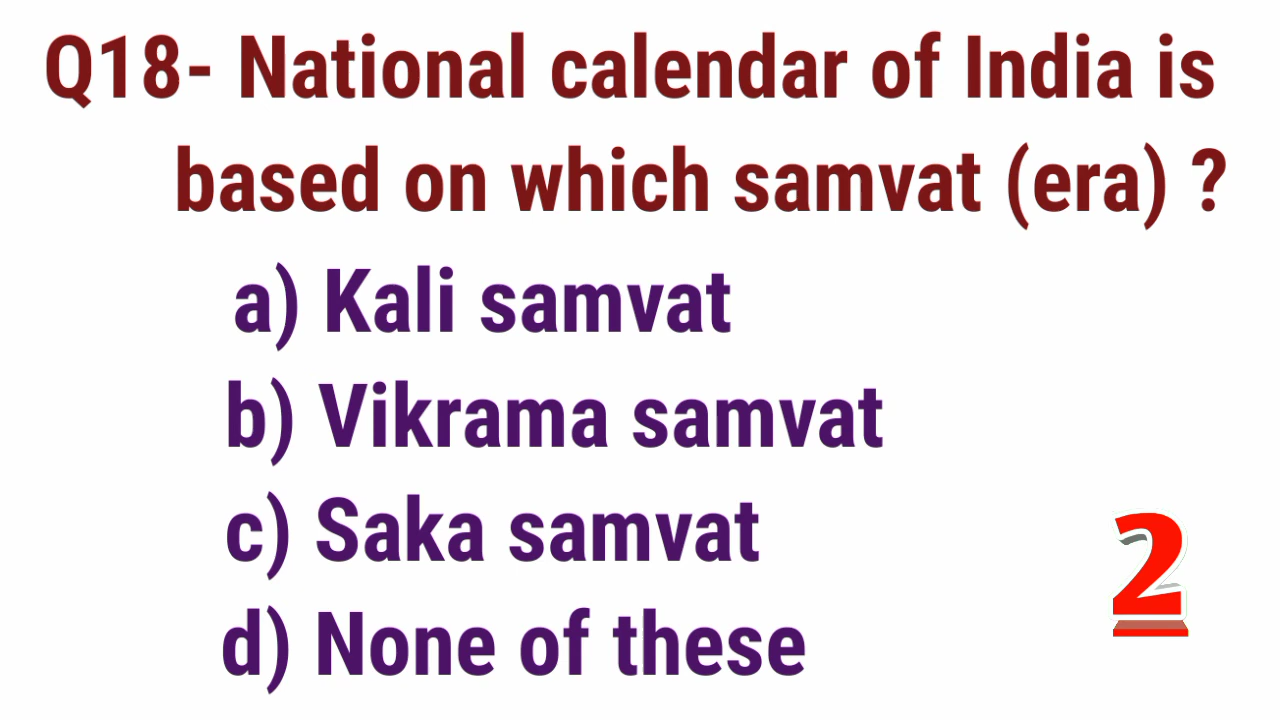 Q18- National calendar of India is
based on which samvat (era) ?
a) Kali samvat
b) Vikrama samvat
c) Saka samvat
d) None of these
2